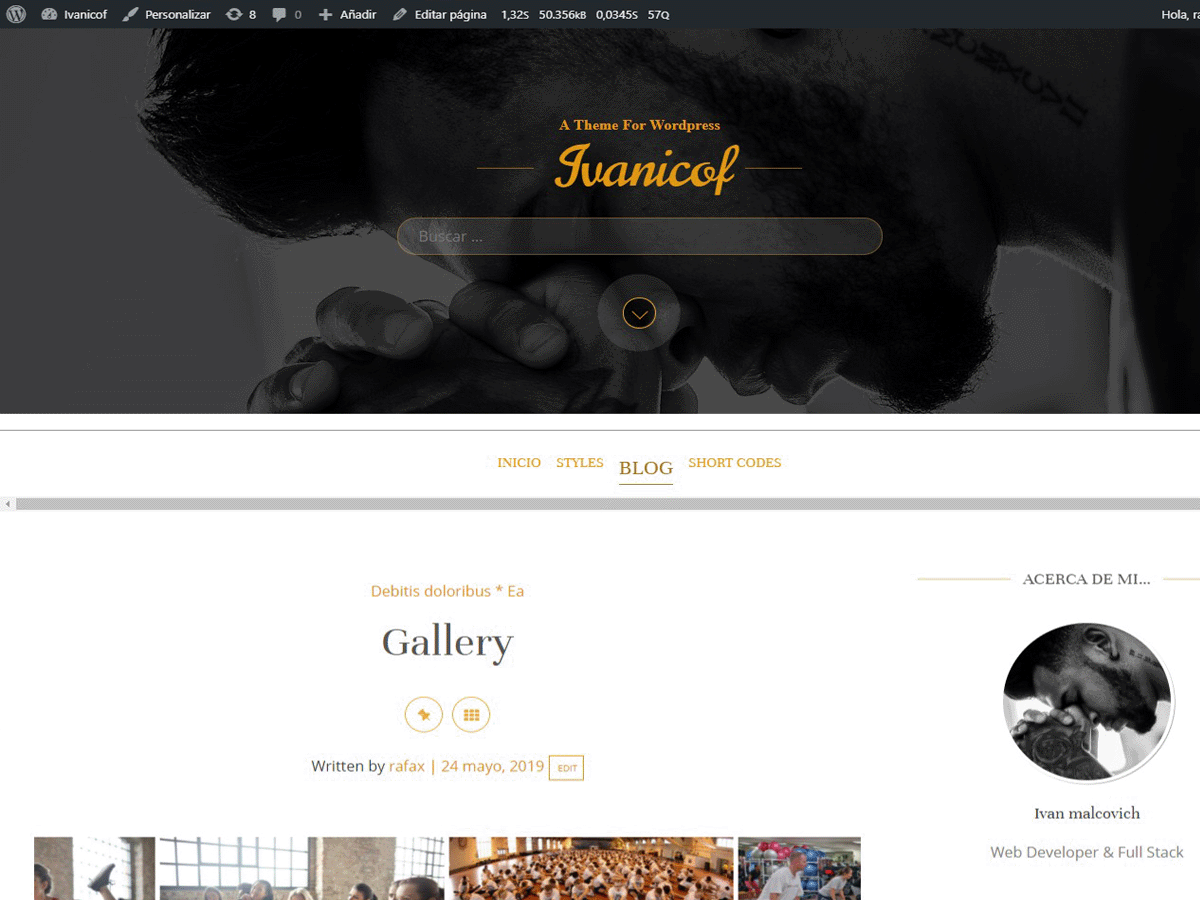 Ivanicof Personalizar 8 0 Añadir Editar página 1,32s 50.356kB 0,0345s 57Q Hola, ra
A Theme For Wordpress
Ivanicof
Buscar ...
INICIO STYLES BLOG SHORT CODES
Debitis doloribus * Ea
Gallery
Written by rafax | 24 mayo, 2019 EDIT
ACERCA DE MI...
Ivan malcovich
Web Developer & Full Stack